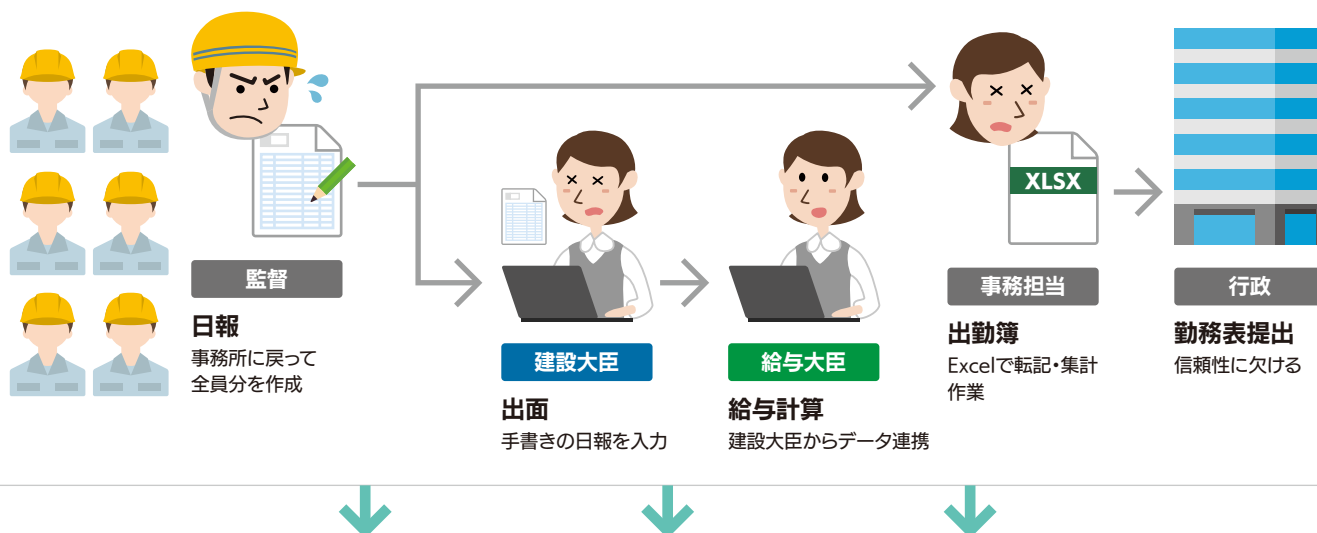 監督
日報
事務所に戻って
全員分を作成
建設大臣
出面
手書きの日報を入力
給与大臣
給与計算
建設大臣からデータ連携
XLSX
事務担当
出勤簿
Excelで転記・集計
作業
行政
勤務表提出
信頼性に欠ける